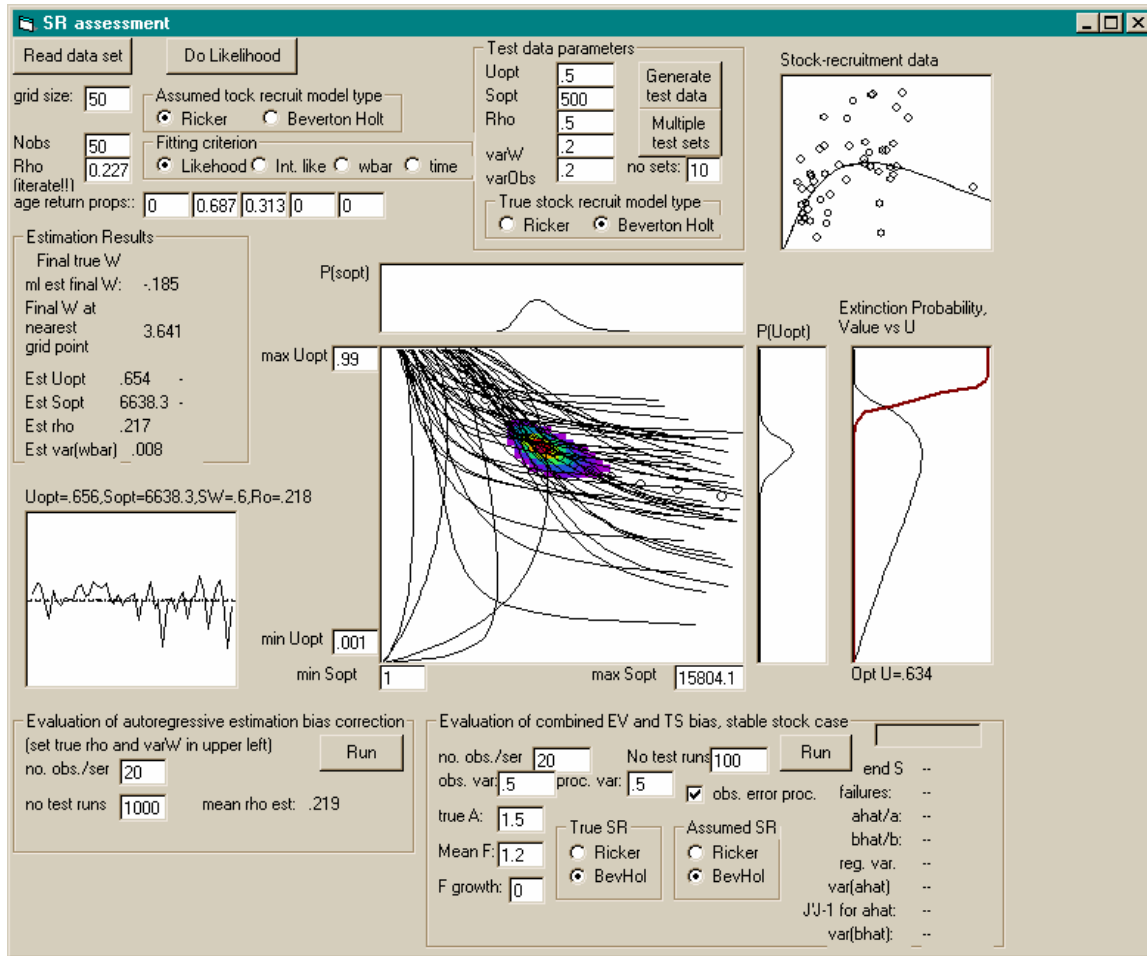 SR assessment
Read data set
Do Likelihood
grid size: 50
Assumed tock recruit model type
Ricker Beverton Holt
Nobs 50
Rho 0.227
(iterate!!)
Fitting criterion
Likehood Int. like wbar time
age return props:: 0 0.687 0.313 0 0
Test data parameters
Uopt .5
Sopt 500
Rho .5
varW .2
varObs .2
Generate
test data
Multiple
test sets
no sets: 10
True stock recruit model type
Ricker Beverton Holt
Stock-recruitment data
Estimation Results
Final true W
ml est final W: -.185
Final W at
nearest 3.641
grid point
Est Uopt .654 -
Est Sopt 6638.3 -
Est rho .217
Est var(wbar) .008
P(sopt)
max Uopt .99
P(Uopt)
Extinction Probability,
Value vs U
Uopt=.656,Sopt=6638.3,SW=.6,Ro=.218
min Uopt .001
min Sopt 1
max Sopt 15804.1
Opt U=.634
Evaluation of autoregressive estimation bias correction
(set true rho and varW in upper left)
Run
no. obs./ser 20
no test runs 1000 mean rho est: .219
Evaluation of combined EV and TS bias, stable stock case
no. obs./ser 20 No test runs 100 Run
obs. var: .5 proc. var: .5 obs. error proc.
true A: 1.5
Mean F: 1.2
F growth: 0
True SR
Ricker
BevHol
Assumed SR
Ricker
BevHol
end S --
failures: --
ahat/a: --
bhat/b: --
reg. var. --
var(ahat) --
J'J-1 for ahat: --
var(bhat): --